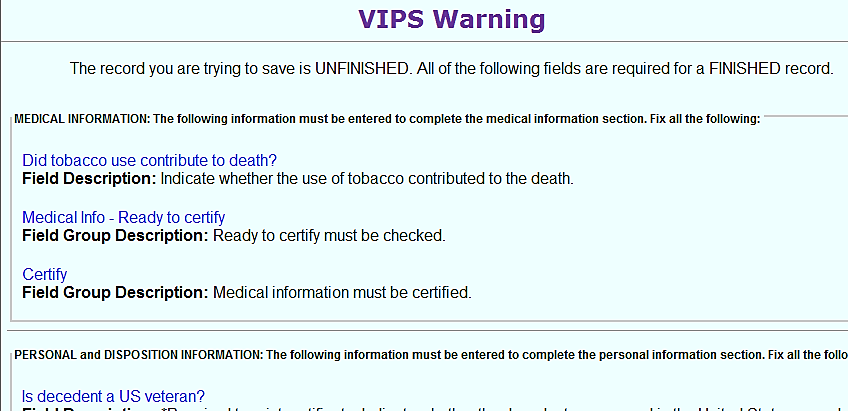 VIPS Warning
The record you are trying to save is UNFINISHED. All of the following fields are required for a FINISHED record.
MEDICAL INFORMATION: The following information must be entered to complete the medical information section. Fix all the following:
Did tobacco use contribute to death?
Field Description: Indicate whether the use of tobacco contributed to the death.
Medical Info - Ready to certify
Field Group Description: Ready to certify must be checked.
Certify
Field Group Description: Medical information must be certified.
PERSONAL and DISPOSITION INFORMATION: The following information must be entered to complete the personal information section. Fix all the follo
Is decedent a US veteran?